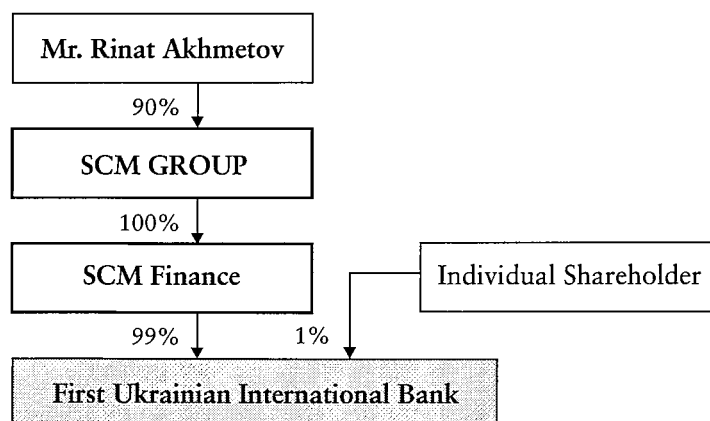 Mr. Rinat Akhmetov
90%
SCM GROUP
100%
SCM Finance
Individual Shareholder
99%
1%
First Ukrainian International Bank